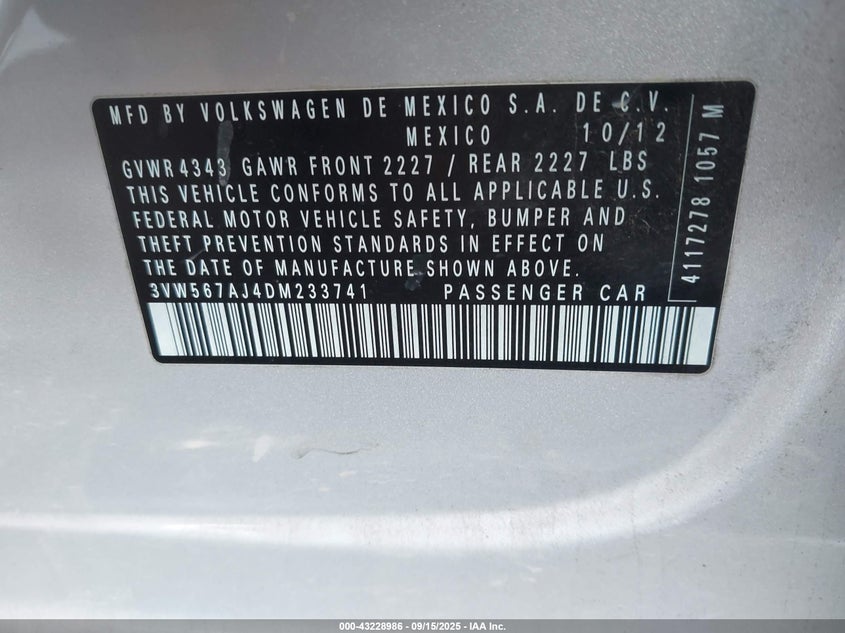 MFD BY VOLKSWAGEN DE MEXICO S.A. DE C.V.
MEXICO 10/12
GVWR 4343 GAWR FRONT 2227 / REAR 2227 LBS
THIS VEHICLE CONFORMS TO ALL APPLICABLE U.S.
FEDERAL MOTOR VEHICLE SAFETY, BUMPER AND
THEFT PREVENTION STANDARDS IN EFFECT ON
THE DATE OF MANUFACTURE SHOWN ABOVE.
3VW567AJ4DM233741 PASSENGER CAR
4117278 1057 M
000-43228986 - 09/15/2025 - IAA Inc.